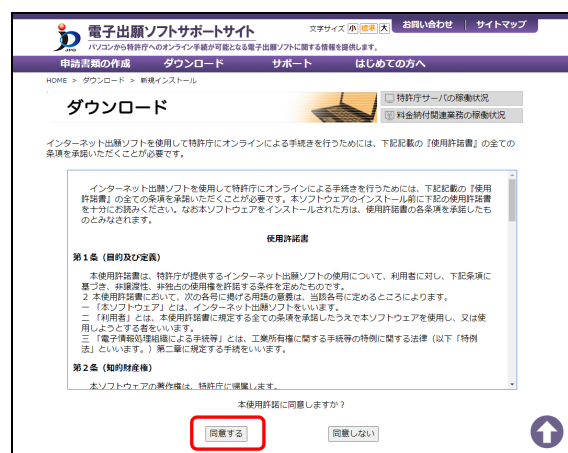 電子出願ソフトサポートサイト
文字サイズ 小 標準 大
お問い合わせ サイトマップ
パソコンから特許庁へのオンライン手続が可能となる電子出願ソフトに関する情報を提供します。
JPO
申請書類の作成 ダウンロード サポート はじめての方へ
HOME > ダウンロード > 新規インストール
ダウンロード
特許庁サーバの稼働状況
料金納付関連業務の稼働状況
インターネット出願ソフトを使用して特許庁にオンラインによる手続きを行うためには、下記記載の『使用許諾書』の全ての
条項を承諾いただくことが必要です。
インターネット出願ソフトを使用して特許庁にオンラインによる手続きを行うためには、下記記載の『使用
許諾書』の全ての条項を承諾いただくことが必要です。本ソフトウェアのインストール前に下記の使用許諾書
を十分にお読みください。なお本ソフトウェアをインストールされた方は、使用許諾書の各条項を承諾したも
のとみなされます。
使用許諾書
第1条（目的及び定義）
本使用許諾書は、特許庁が提供するインターネット出願ソフトの使用について、利用者に対し、下記条項に
基づき、非譲渡性、非独占の使用権を許諾する条件を定めたものです。
2 本使用許諾書において、次の各号に掲げる用語の意義は、当該各号に定めるところによります。
一 「本ソフトウェア」とは、インターネット出願ソフトをいいます。
二 「利用者」とは、本使用許諾書に規定する全ての条項を承諾したうえで本ソフトウェアを使用し、又は使
用しようとする者をいいます。
三 「電子情報処理組織による手続等」とは、工業所有権に関する手続等の特例に関する法律（以下「特例
法」といいます。）第二章に規定する手続をいいます。
第2条（知的財産権）
本ソフトウェアの著作権は、特許庁に帰属します。
本使用許諾に同意しますか？
同意する 同意しない